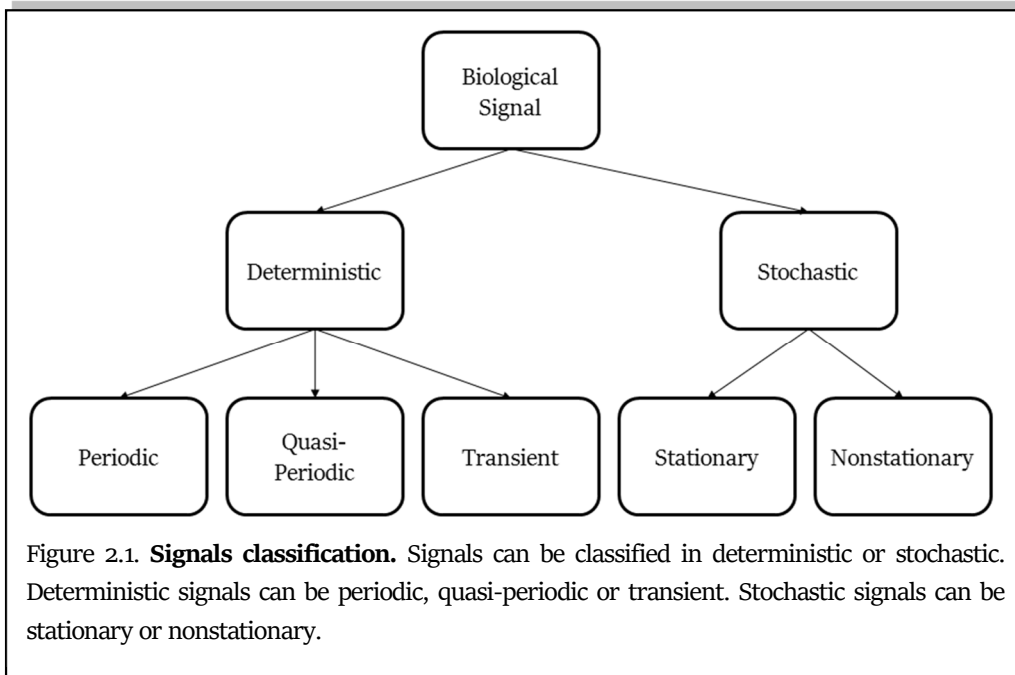 Biological
Signal
Deterministic
Stochastic
Periodic
Quasi-
Periodic
Transient
Stationary
Nonstationary
Figure 2.1. Signals classification. Signals can be classified in deterministic or stochastic.
Deterministic signals can be periodic, quasi-periodic or transient. Stochastic signals can be
stationary or nonstationary.